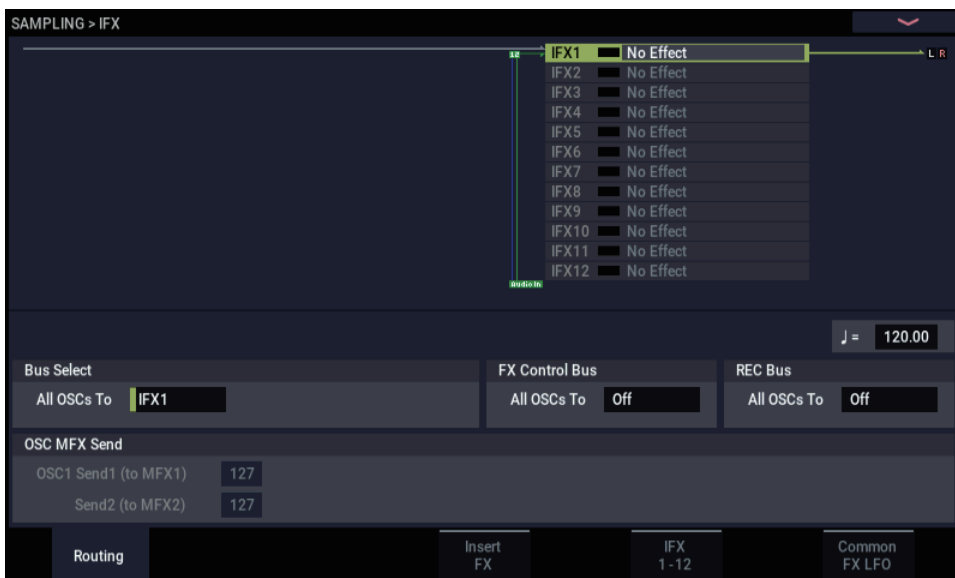 SAMPLING > IFX
12
IFX1 No Effect
L R
IFX2 No Effect
IFX3 No Effect
IFX4 No Effect
IFX5 No Effect
IFX6 No Effect
IFX7 No Effect
IFX8 No Effect
IFX9 No Effect
IFX10 No Effect
IFX11 No Effect
IFX12 No Effect
Audio In
♩ = 120.00
Bus Select
All OSCs To IFX1
FX Control Bus
All OSCs To Off
REC Bus
All OSCs To Off
OSC MFX Send
OSC1 Send1 (to MFX1) 127
Send2 (to MFX2) 127
Routing
Insert
FX
IFX
1 - 12
Common
FX LFO